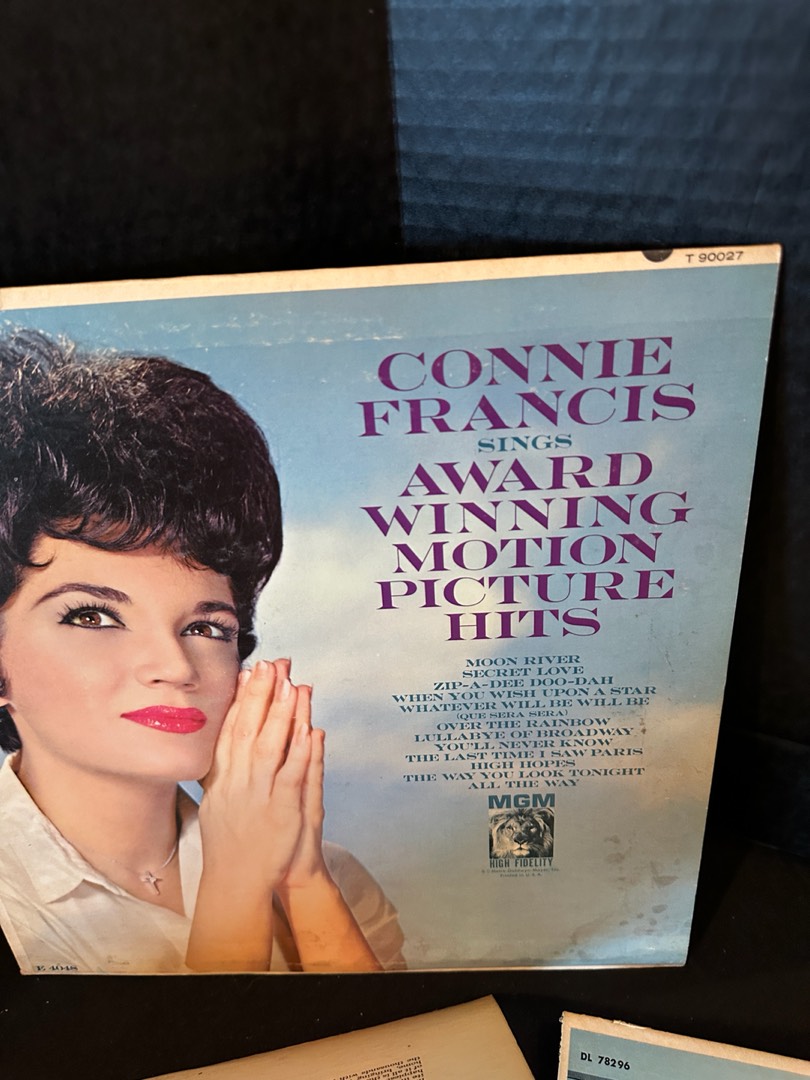 T 90027
CONNIE
FRANCIS
SINGS
AWARD
WINNING
MOTION
PICTURE
HITS
MOON RIVER
SECRET LOVE
ZIP-A-DEE DOO-DAH
WHEN YOU WISH UPON A STAR
WHATEVER WILL BE WILL BE
(QUE SERA SERA)
OVER THE RAINBOW
LULLABYE OF BROADWAY
YOU'LL NEVER KNOW
THE LAST TIME I SAW PARIS
HIGH HOPES
THE WAY YOU LOOK TONIGHT
ALL THE WAY
MGM
HIGH FIDELITY
E 4048
DL 78296